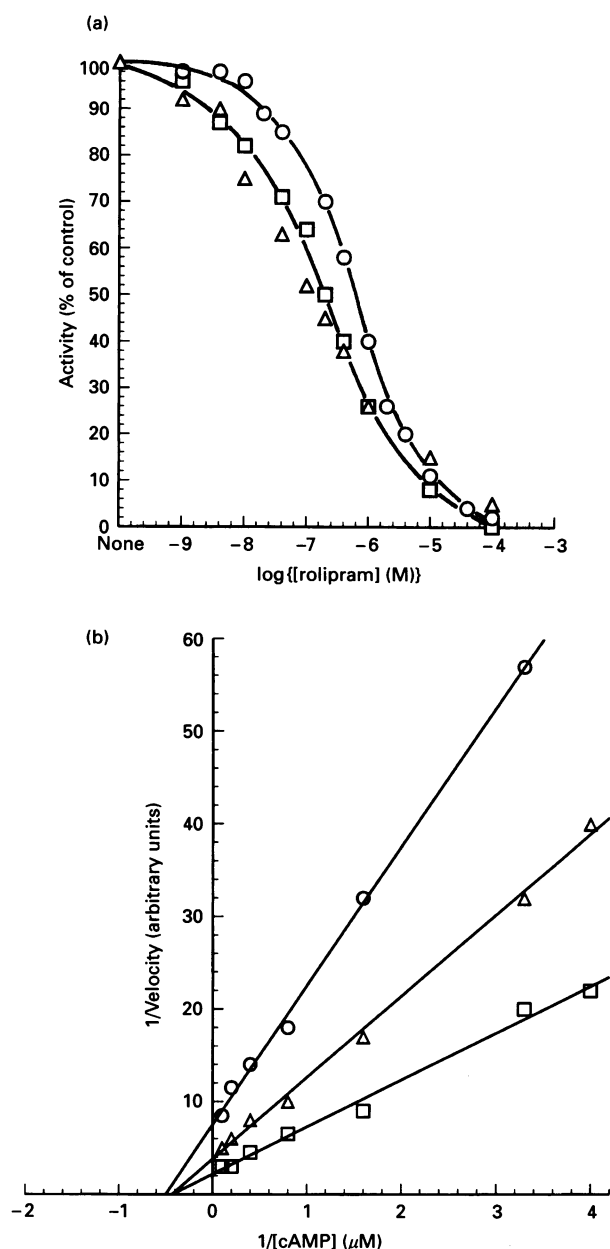 (a)
100
90
80
70
60
50
40
30
20
10
0
Activity (% of control)
None −9 −8 −7 −6 −5 −4 −3
log{[rolipram] (M)}
(b)
60
50
40
30
20
10
1/Velocity (arbitrary units)
−2 −1 0 1 2 3 4
1/[cAMP] (μM)